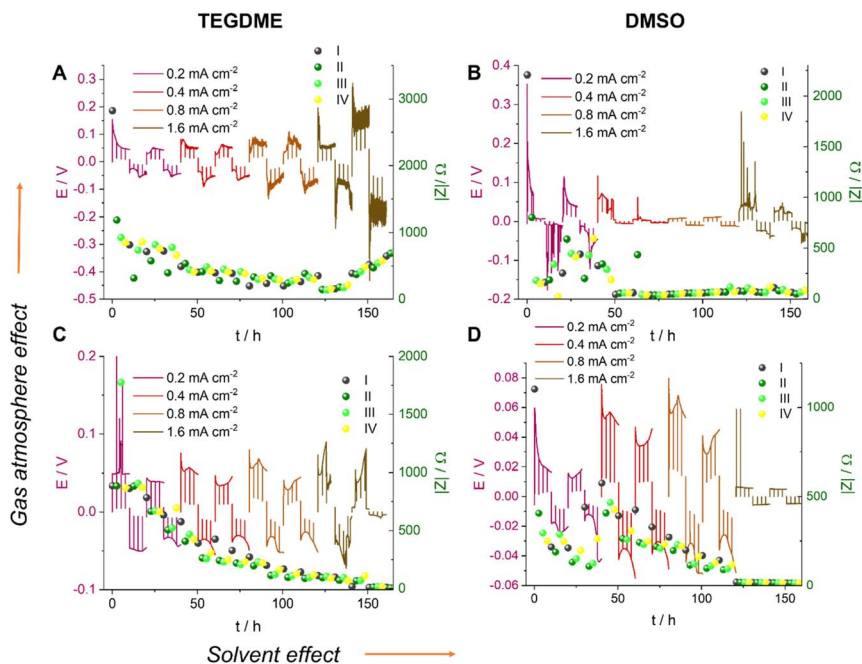 TEGDME
DMSO
Gas atmosphere effect
A
0.2 mA cm⁻²
0.4 mA cm⁻²
0.8 mA cm⁻²
1.6 mA cm⁻²
I
II
III
IV
E / V
0.3
0.2
0.1
0.0
-0.1
-0.2
-0.3
-0.4
-0.5
|Z|/ Ω
3000
2000
1000
0
0
50
100
150
t / h
B
0.2 mA cm⁻²
0.4 mA cm⁻²
0.8 mA cm⁻²
1.6 mA cm⁻²
I
II
III
IV
E / V
0.4
0.3
0.2
0.1
0.0
-0.1
-0.2
|Z|/ Ω
2000
1500
1000
500
0
0
50
100
150
t / h
C
0.2 mA cm⁻²
0.4 mA cm⁻²
0.8 mA cm⁻²
1.6 mA cm⁻²
I
II
III
IV
E / V
0.2
0.1
0.0
-0.1
|Z|/ Ω
2000
1500
1000
500
0
0
50
100
150
t / h
D
0.2 mA cm⁻²
0.4 mA cm⁻²
0.8 mA cm⁻²
1.6 mA cm⁻²
I
II
III
IV
E / V
0.08
0.06
0.04
0.02
0.00
-0.02
-0.04
-0.06
|Z|/ Ω
1000
500
0
0
50
100
150
t / h
Solvent effect